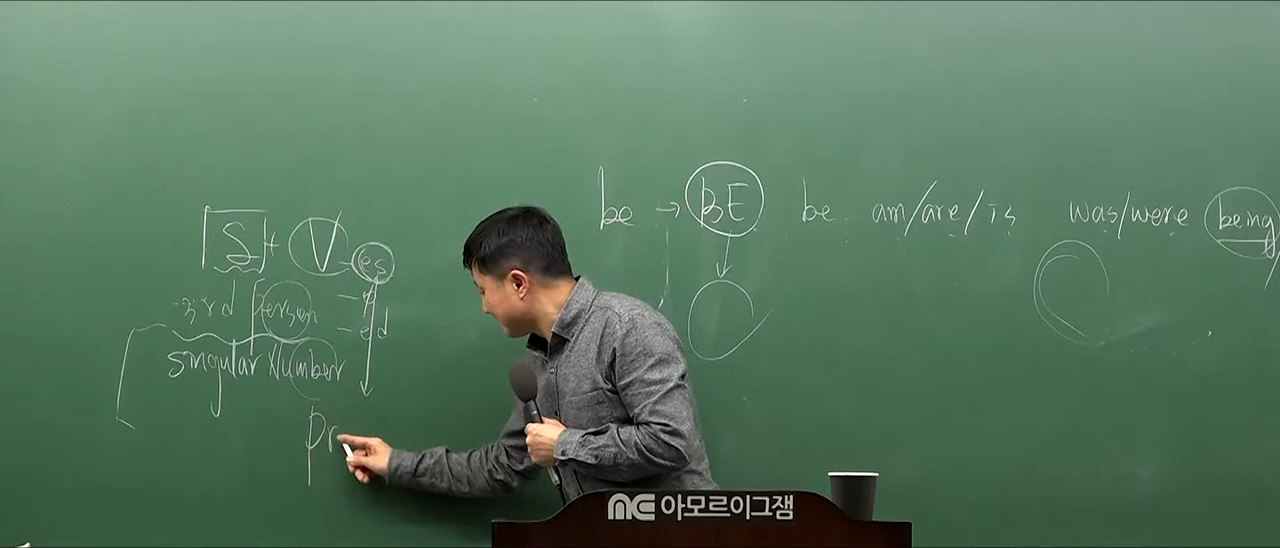 be → BE be am/are/is was/were being
S + V - es
3rd person - ø
- ed
singular Number
Pr
아모르이그잼